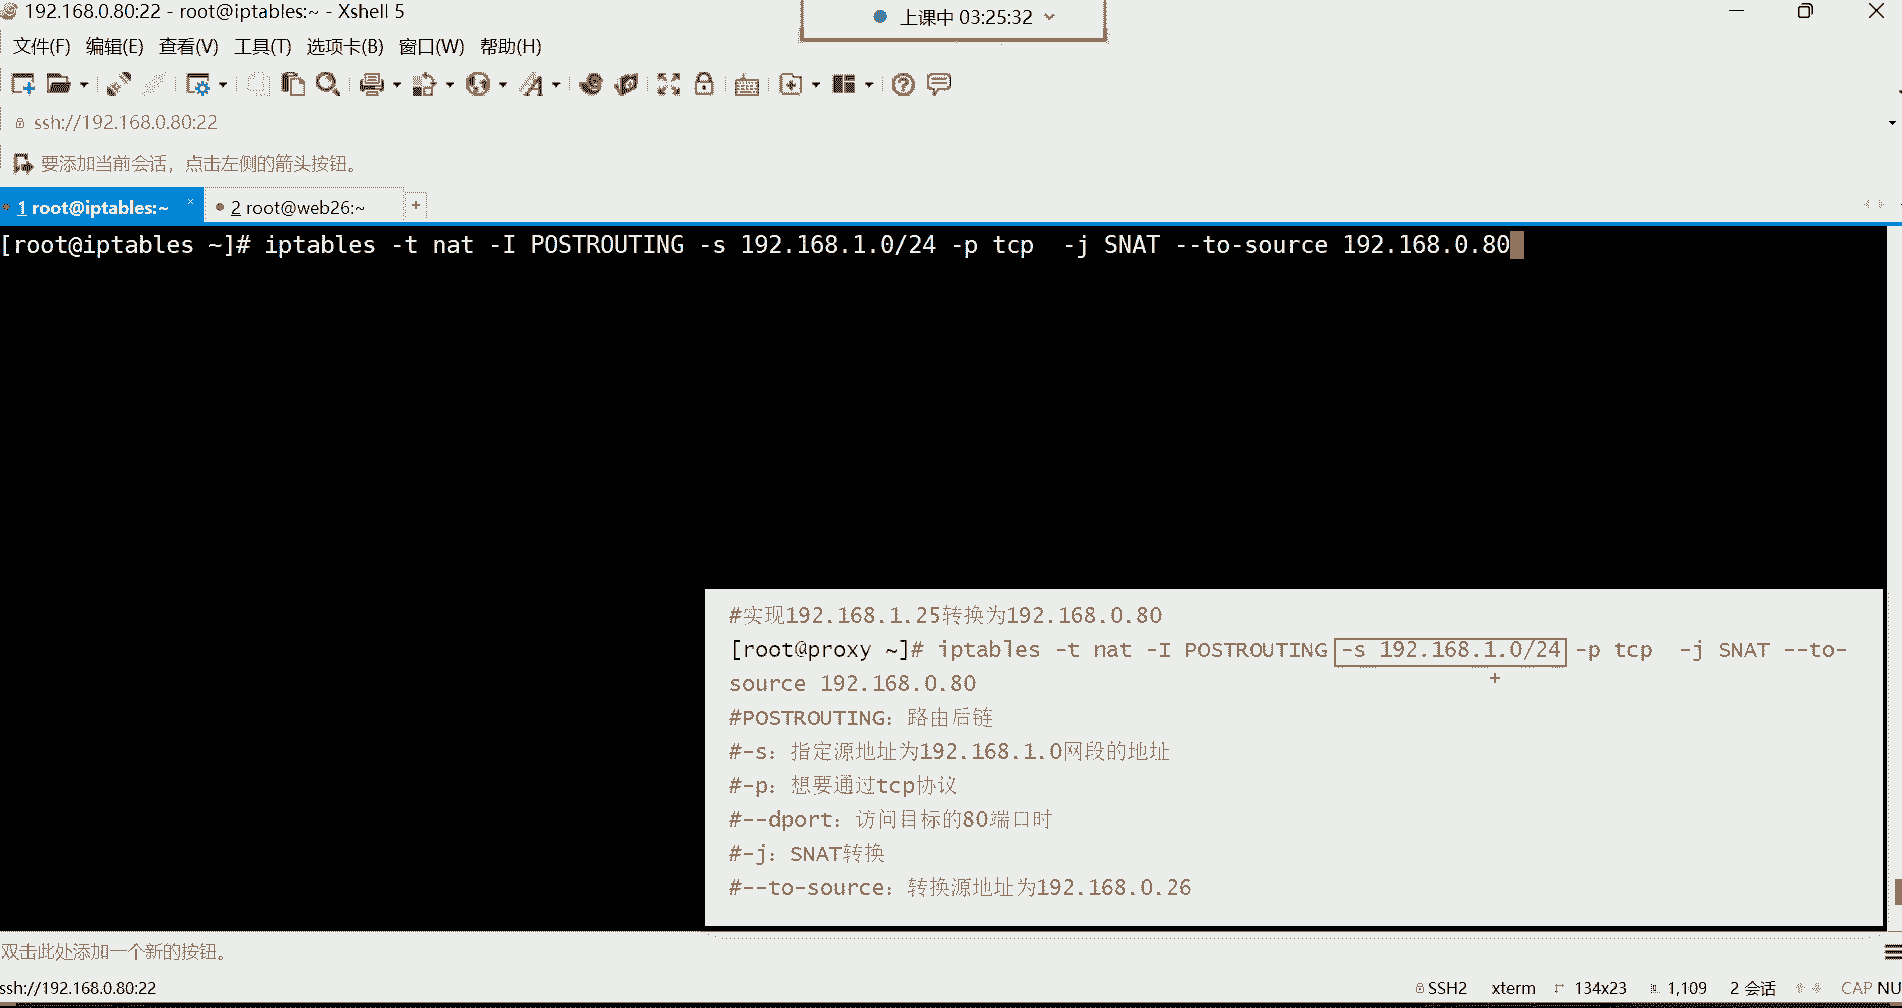 192.168.0.80:22 - root@iptables:~ - Xshell 5
上课中 03:25:32
文件(F) 编辑(E) 查看(V) 工具(T) 选项卡(B) 窗口(W) 帮助(H)
ssh://192.168.0.80:22
要添加当前会话，点击左侧的箭头按钮。
1 root@iptables:~ × 2 root@web26:~ +
[root@iptables ~]# iptables -t nat -I POSTROUTING -s 192.168.1.0/24 -p tcp  -j SNAT --to-source 192.168.0.80
#实现192.168.1.25转换为192.168.0.80
[root@proxy ~]# iptables -t nat -I POSTROUTING -s 192.168.1.0/24 -p tcp  -j SNAT --to-
source 192.168.0.80
#POSTROUTING：路由后链
#-s：指定源地址为192.168.1.0网段的地址
#-p：想要通过tcp协议
#--dport：访问目标的80端口时
#-j：SNAT转换
#--to-source：转换源地址为192.168.0.26
双击此处添加一个新的按钮。
ssh://192.168.0.80:22 SSH2 xterm 134x23 1,109 2 会话 CAP NU